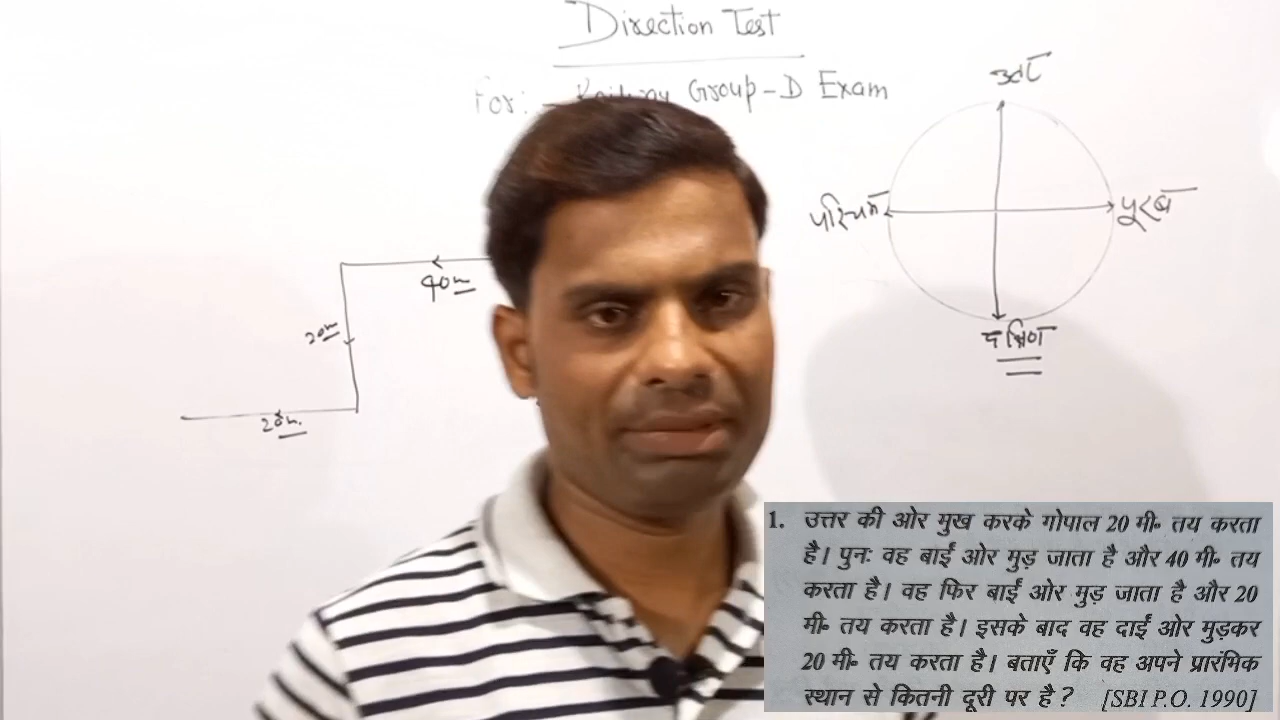 Direction Test
For: - Railway Group-D Exam
उत्तर
पश्चिम
पूरब
दक्षिण
40m
20m
20m.
1. उत्तर की ओर मुख करके गोपाल 20 मी॰ तय करता
है। पुनः वह बाईं ओर मुड़ जाता है और 40 मी॰ तय
करता है। वह फिर बाईं ओर मुड़ जाता है और 20
मी॰ तय करता है। इसके बाद वह दाईं ओर मुड़कर
20 मी॰ तय करता है। बताएँ कि वह अपने प्रारंमिक
स्थान से कितनी दूरी पर है? [SBI P.O. 1990]